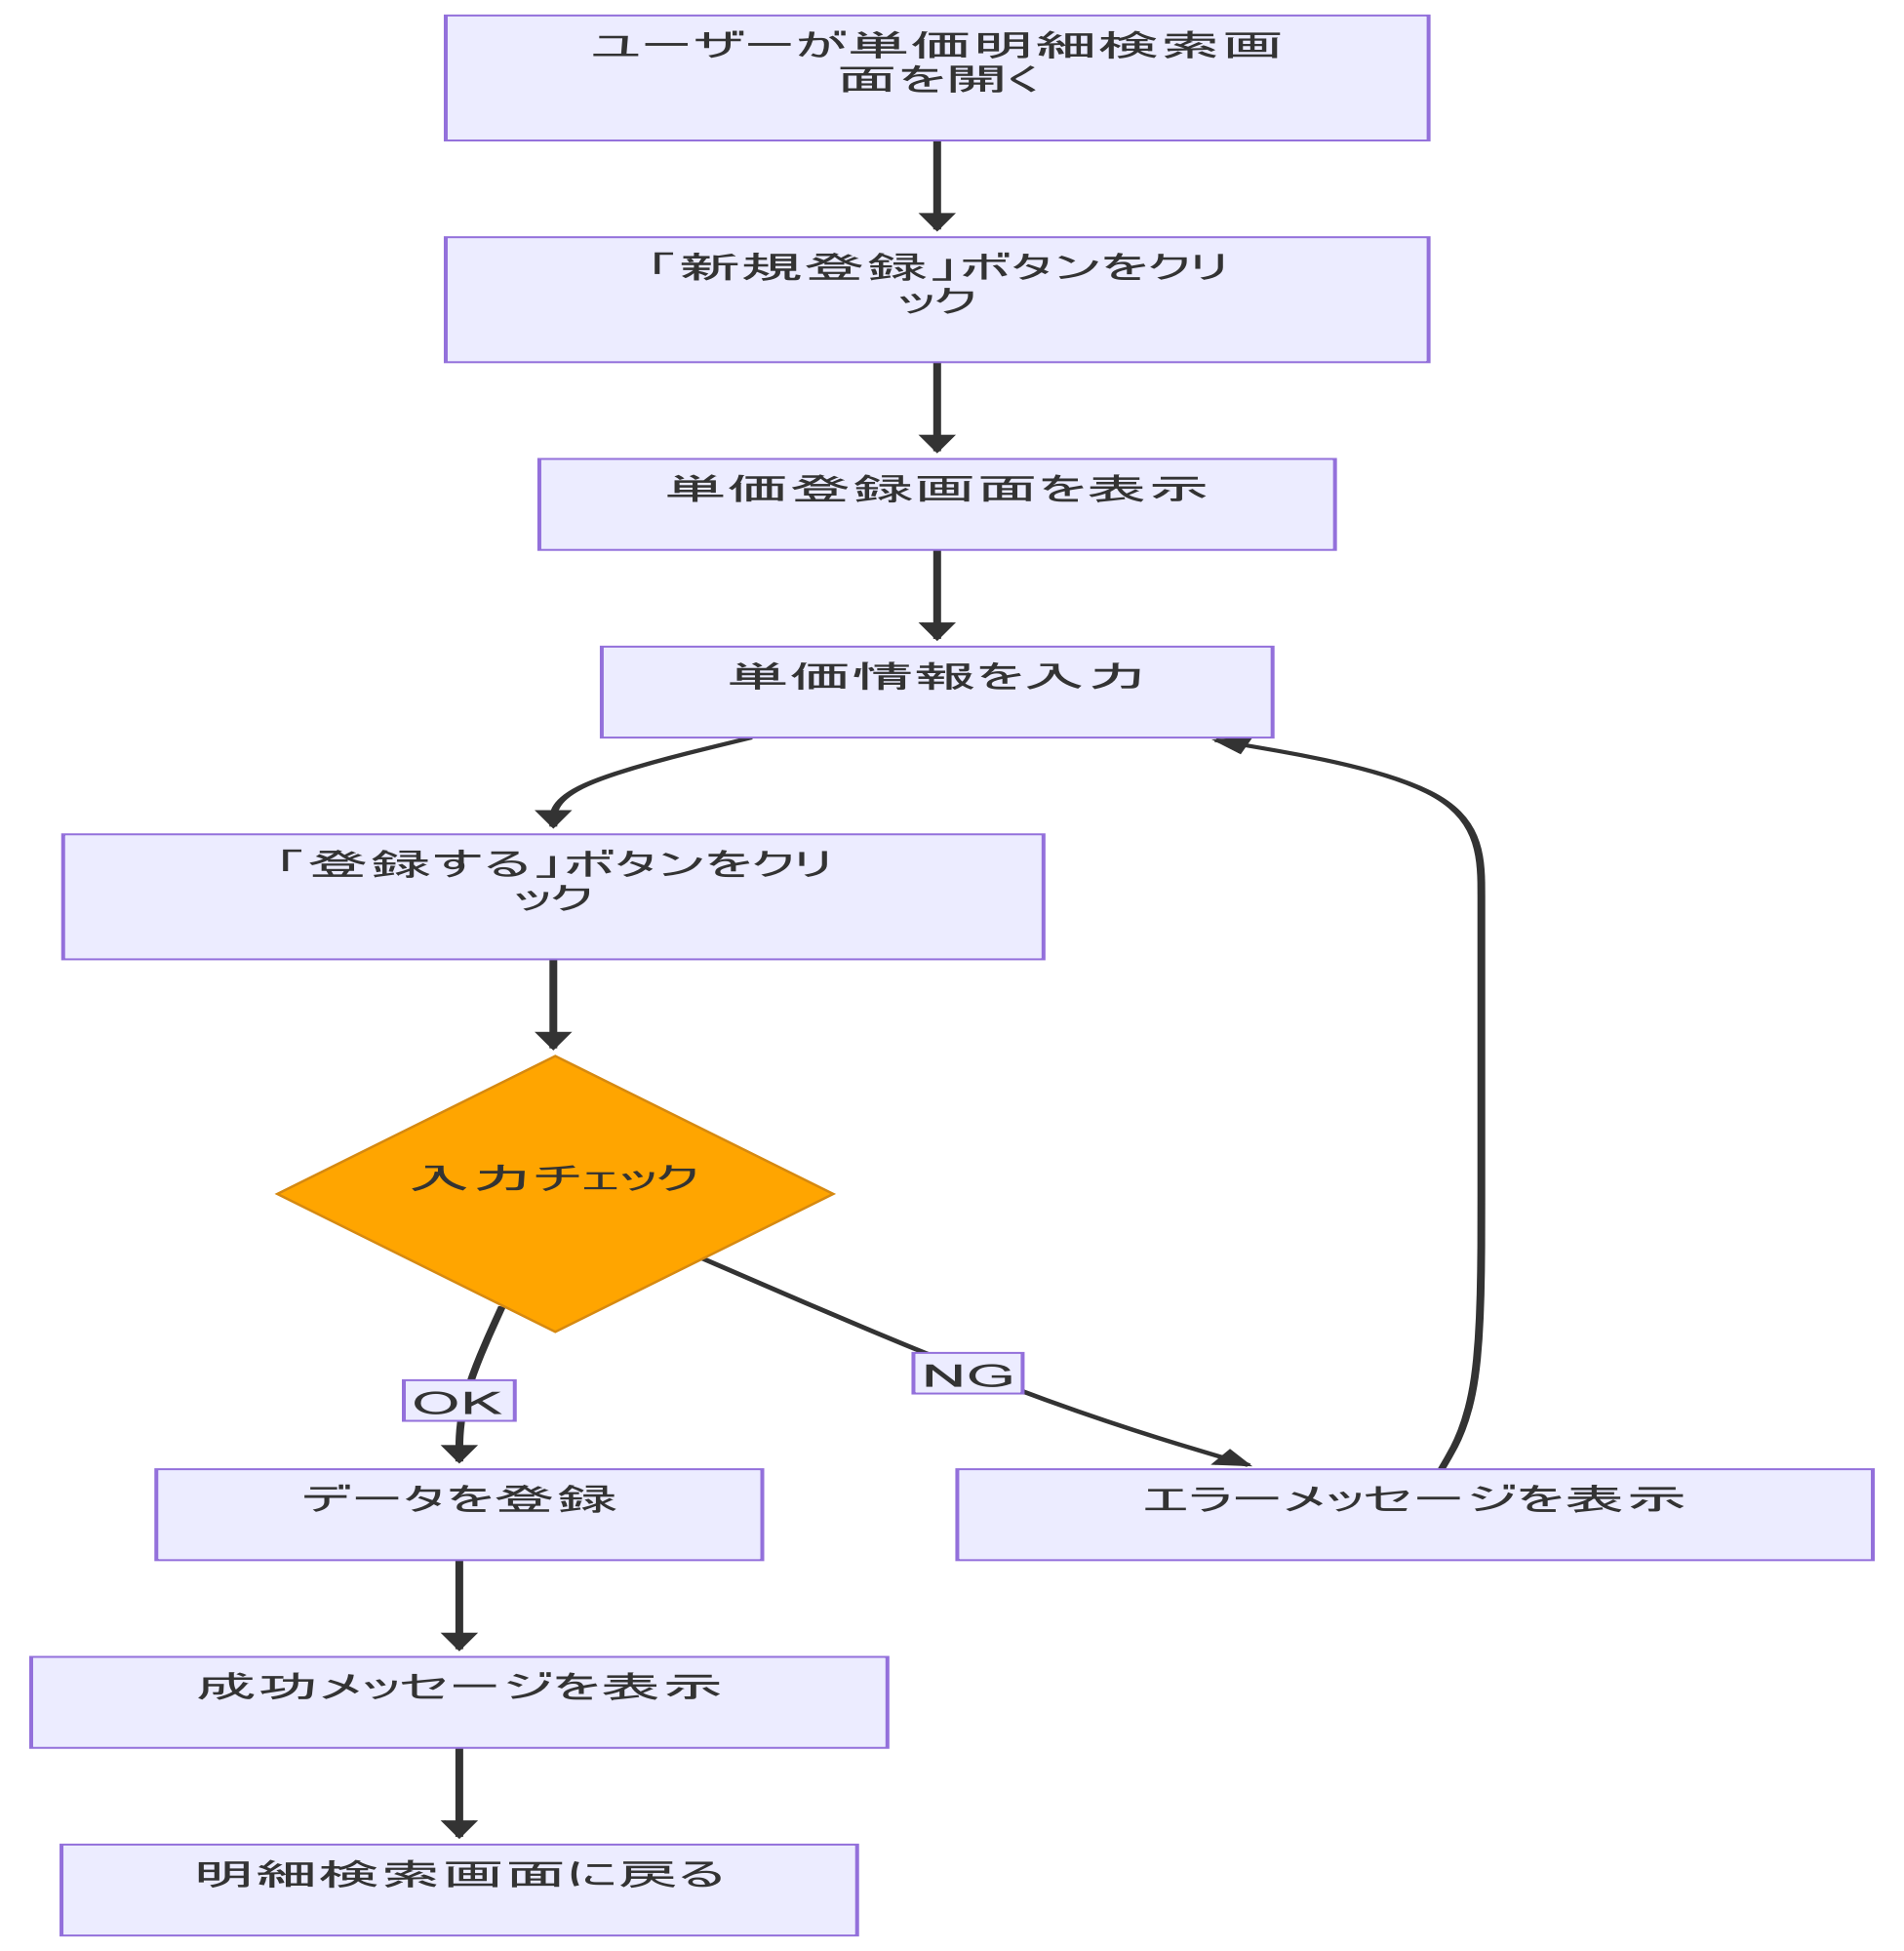 ユーザーが単価明細検索画
面を開く
「新規登録」ボタンをクリ
ック
単価登録画面を表示
単価情報を入力
「登録する」ボタンをクリ
ック
入力チェック
NG
OK
データを登録
エラーメッセージを表示
成功メッセージを表示
明細検索画面に戻る